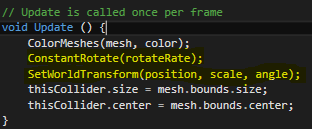 // Update is called once per frame
void Update () {
ColorMeshes(mesh, color);
ConstantRotate(rotateRate);
SetWorldTransform(position, scale, angle);
thisCollider.size = mesh.bounds.size;
thisCollider.center = mesh.bounds.center;
}